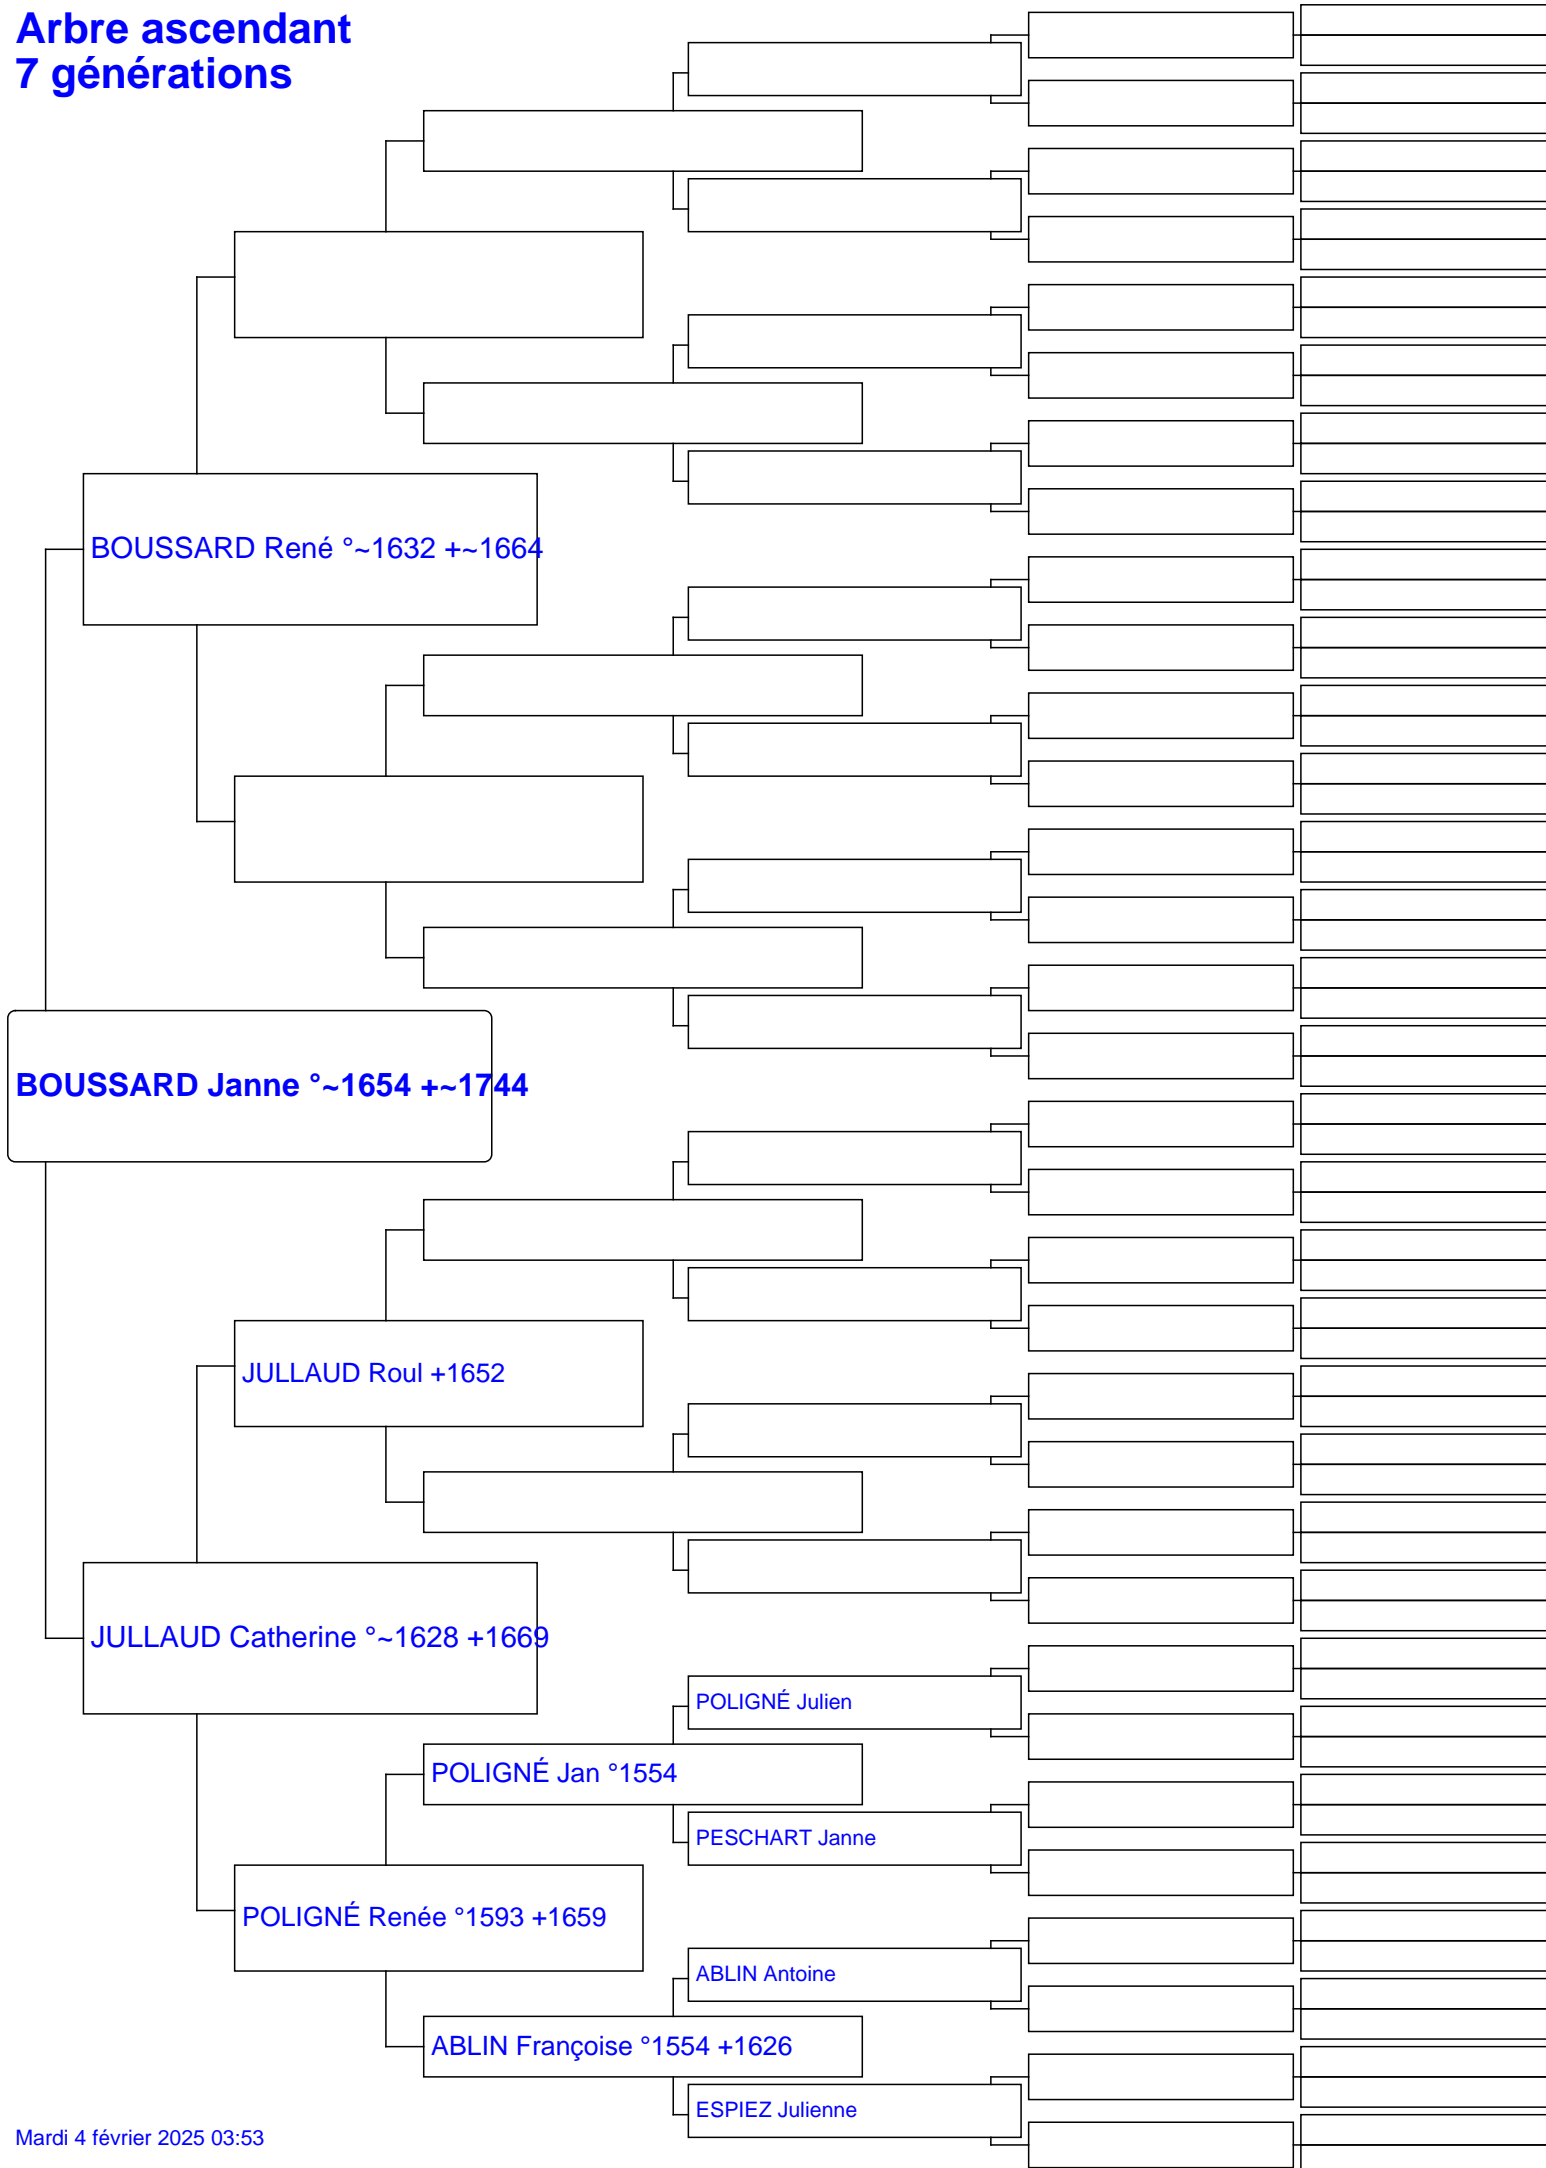 Arbre ascendant
7 générations
BOUSSARD René °~1632 +~1664
BOUSSARD Janne °~1654 +~1744
JULLAUD Roul +1652
JULLAUD Catherine °~1628 +1669
POLIGNÉ Julien
POLIGNÉ Jan °1554
PESCHART Janne
POLIGNÉ Renée °1593 +1659
ABLIN Antoine
ABLIN Françoise °1554 +1626
ESPIEZ Julienne
Mardi 4 février 2025 03:53